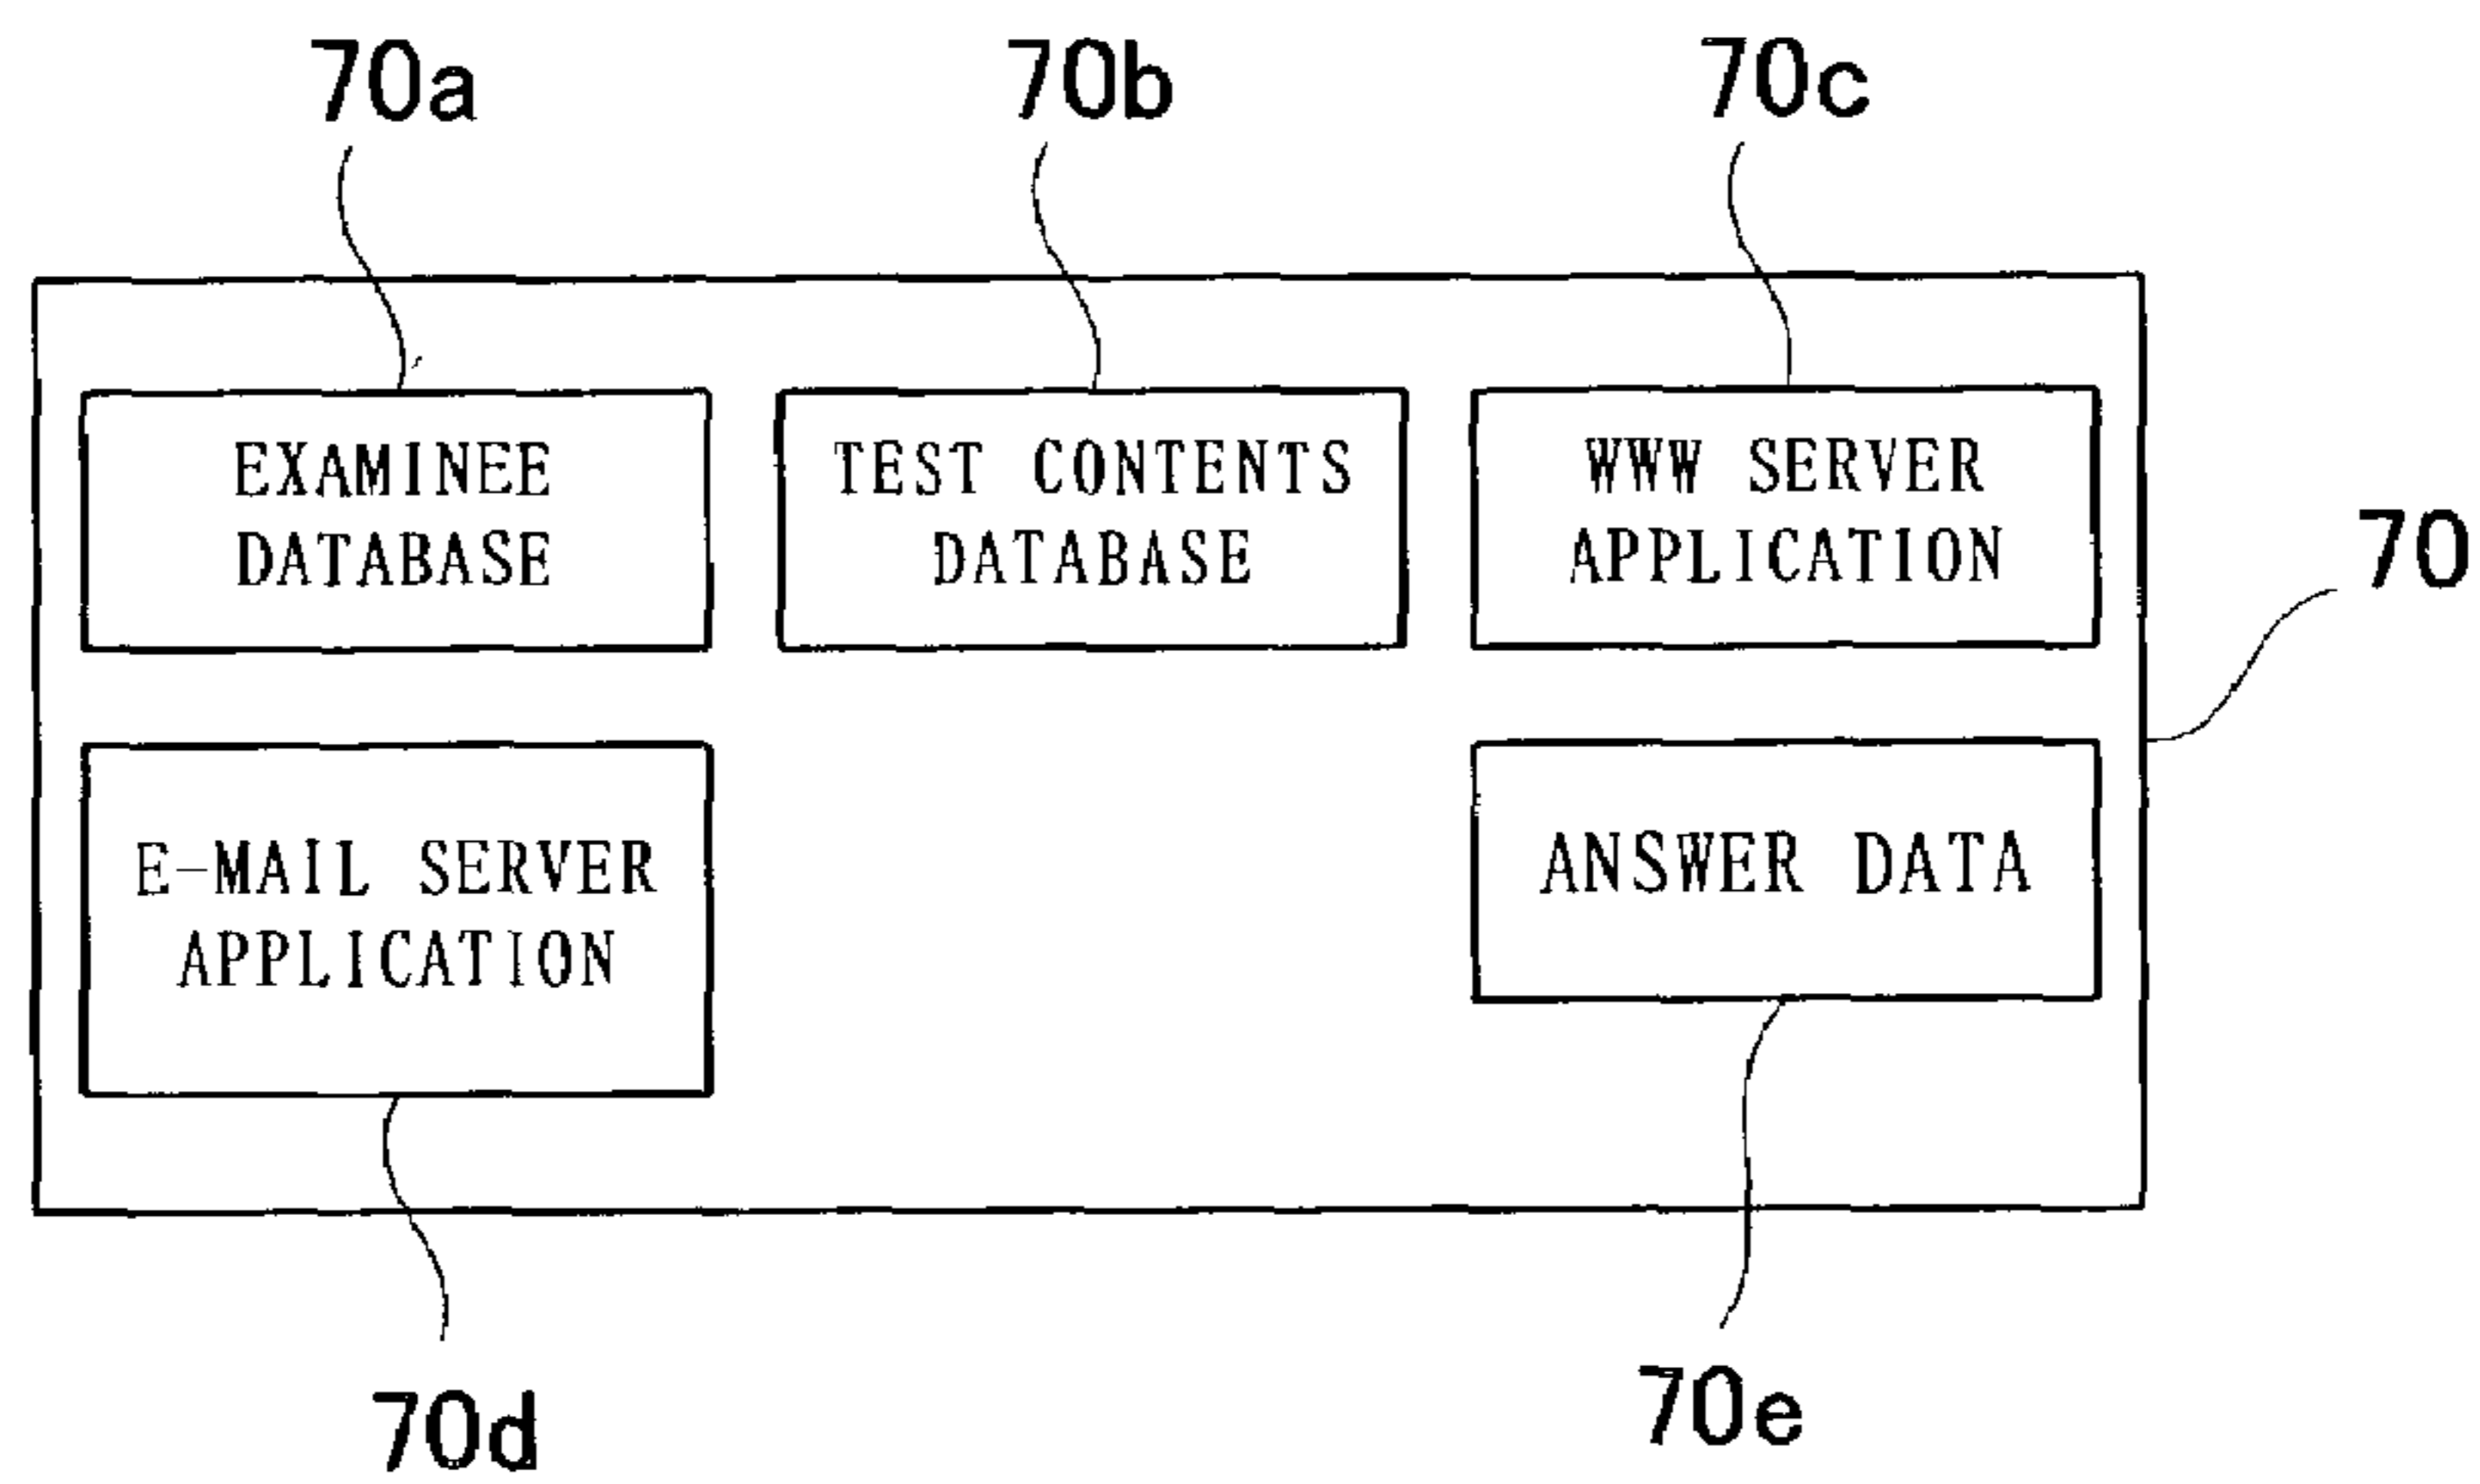 70a
70b
70c
EXAMINEE
DATABASE
TEST CONTENTS
DATABASE
WWW SERVER
APPLICATION
70
E-MAIL SERVER
APPLICATION
ANSWER DATA
70d
70e